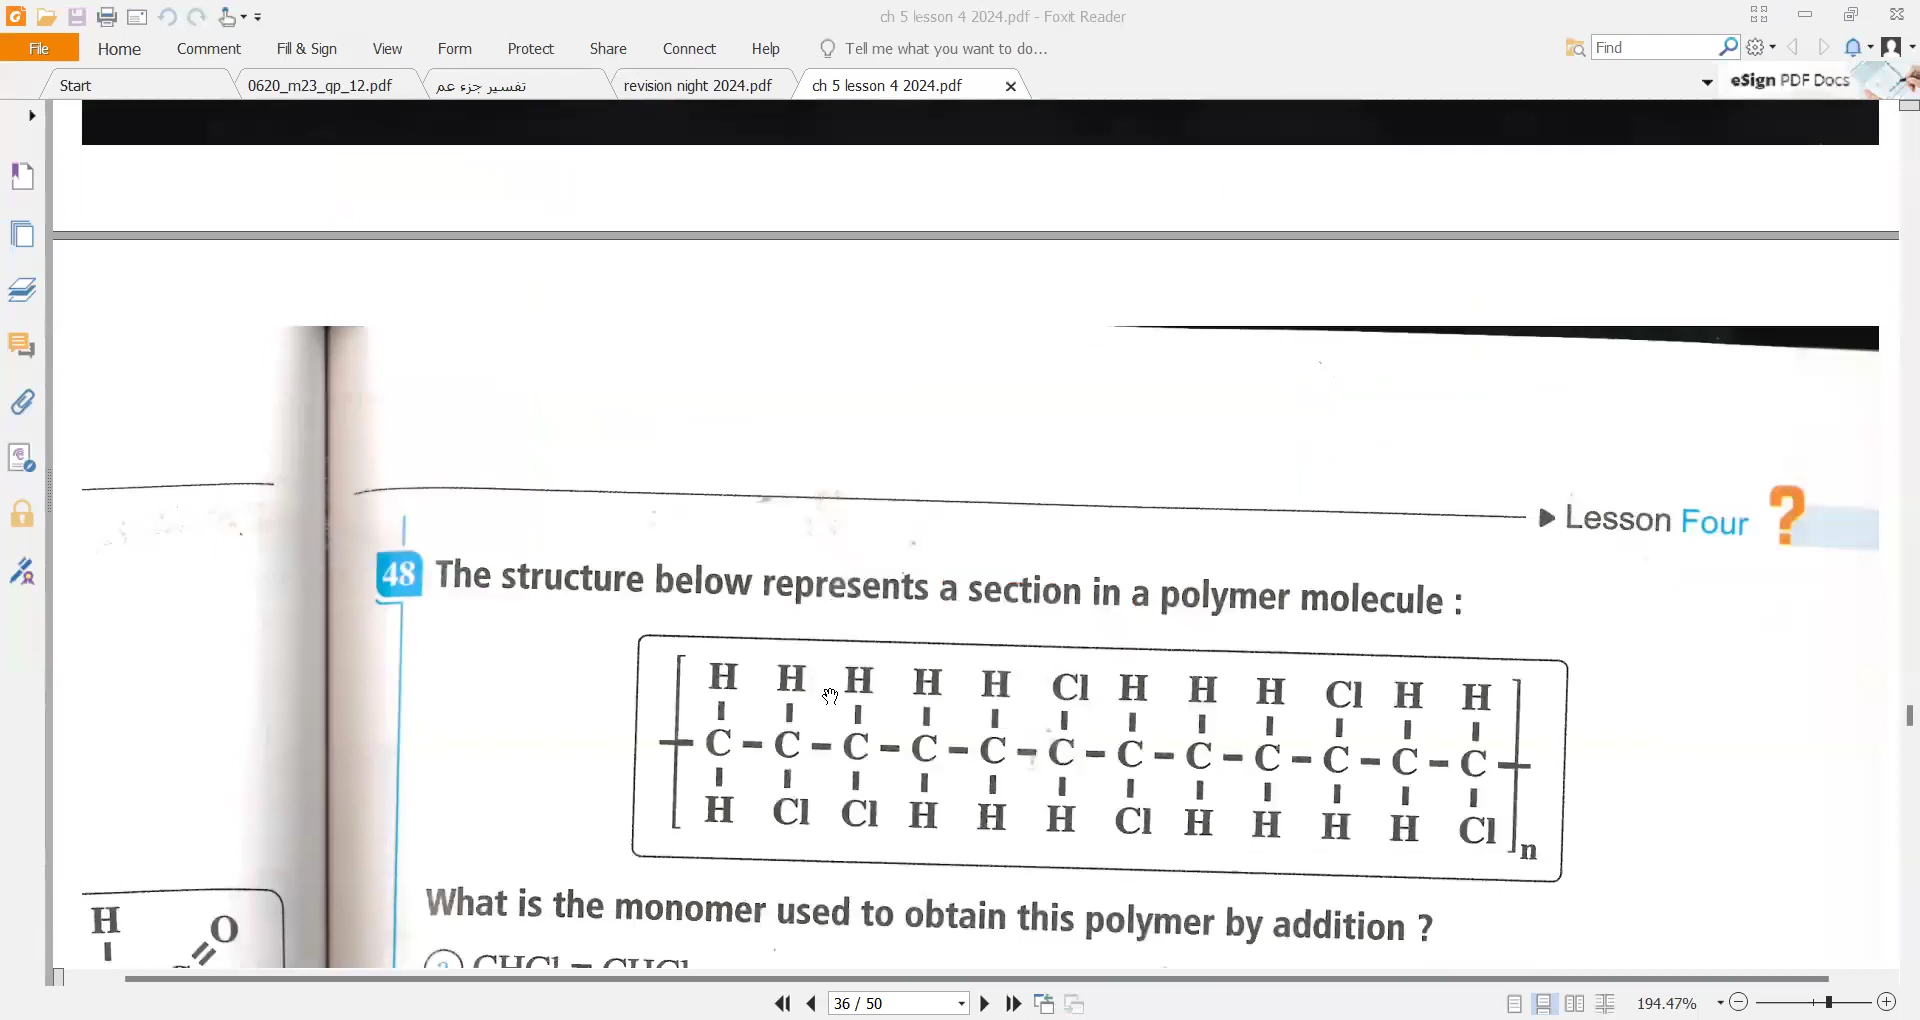 ch 5 lesson 4 2024.pdf - Foxit Reader
File Home Comment Fill & Sign View Form Protect Share Connect Help Tell me what you want to do... Find
Start 0620_m23_qp_12.pdf تفسير جزء عم revision night 2024.pdf ch 5 lesson 4 2024.pdf eSign PDF Docs
Lesson Four ?
48 The structure below represents a section in a polymer molecule :
H H H H H Cl H H H Cl H H
C - C - C - C - C - C - C - C - C - C - C - C
H Cl Cl H H H Cl H H H H Cl
n
What is the monomer used to obtain this polymer by addition ?
a CHCl = CHCl
H
O
36 / 50 194.47%